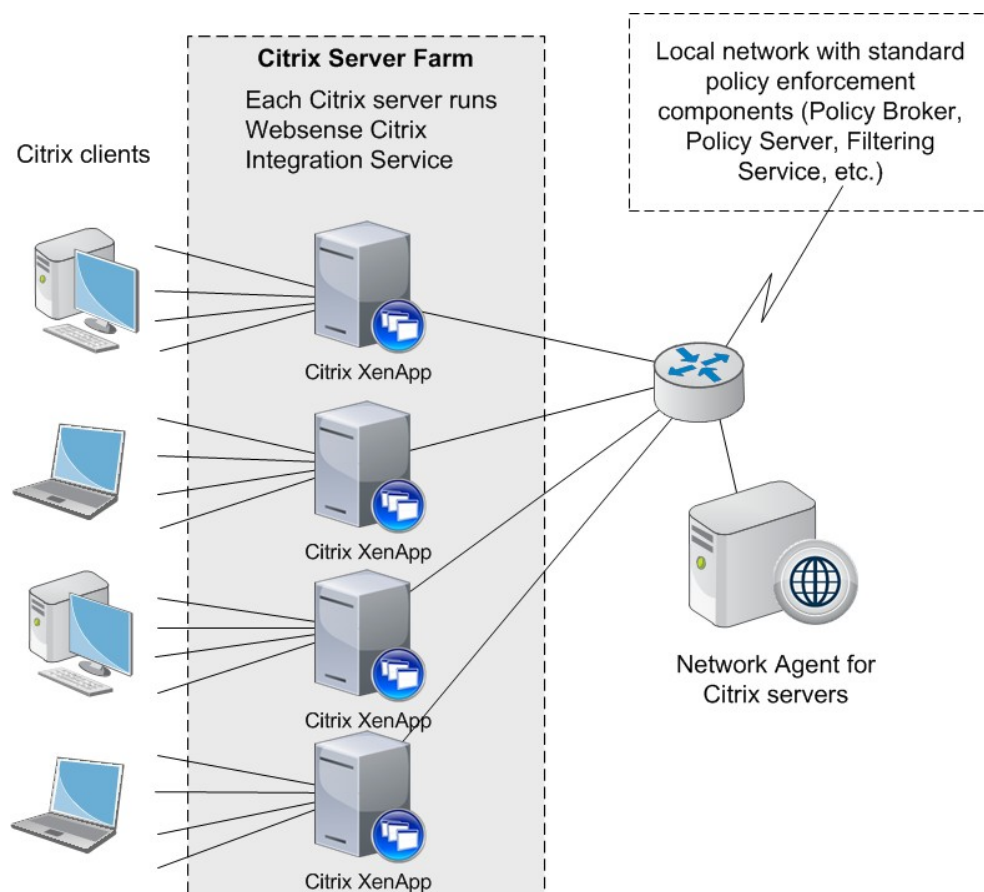 Citrix Server Farm
Each Citrix server runs
Websense Citrix
Integration Service
Citrix clients
Local network with standard
policy enforcement
components (Policy Broker,
Policy Server, Filtering
Service, etc.)
Citrix XenApp
Citrix XenApp
Citrix XenApp
Citrix XenApp
Network Agent for
Citrix servers